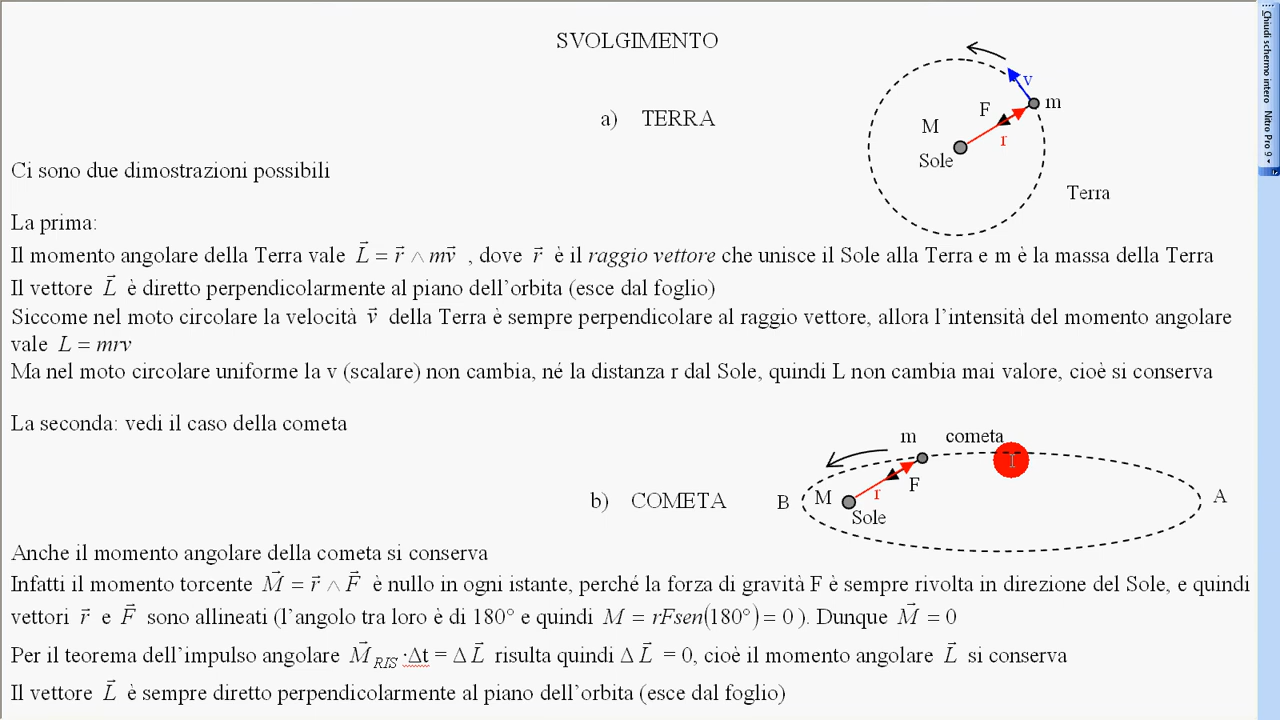 SVOLGIMENTO
a) TERRA
v
m
F
M
r
Sole
Terra
Ci sono due dimostrazioni possibili
La prima:
Il momento angolare della Terra vale L⃗ = r⃗ ∧ mv⃗ , dove r⃗ è il raggio vettore che unisce il Sole alla Terra e m è la massa della Terra
Il vettore L⃗ è diretto perpendicolarmente al piano dell'orbita (esce dal foglio)
Siccome nel moto circolare la velocità v⃗ della Terra è sempre perpendicolare al raggio vettore, allora l'intensità del momento angolare
vale L = mrv
Ma nel moto circolare uniforme la v (scalare) non cambia, né la distanza r dal Sole, quindi L non cambia mai valore, cioè si conserva
La seconda: vedi il caso della cometa
m cometa
b) COMETA
B
M
r
F
A
Sole
Anche il momento angolare della cometa si conserva
Infatti il momento torcente M⃗ = r⃗ ∧ F⃗ è nullo in ogni istante, perché la forza di gravità F è sempre rivolta in direzione del Sole, e quindi
vettori r⃗ e F⃗ sono allineati (l'angolo tra loro è di 180° e quindi M = rFsen(180°) = 0 ). Dunque M⃗ = 0
Per il teorema dell'impulso angolare M⃗ RIS ·Δt = Δ L⃗ risulta quindi Δ L⃗ = 0, cioè il momento angolare L⃗ si conserva
Il vettore L⃗ è sempre diretto perpendicolarmente al piano dell'orbita (esce dal foglio)
Chiudi schermo intero Nitro Pro 9